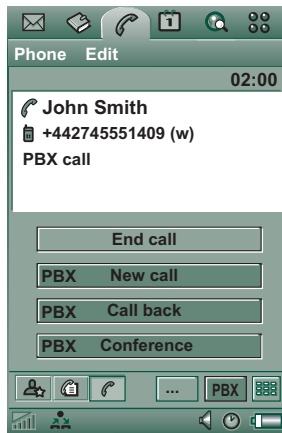 1
Phone Edit
02:00
John Smith
+442745551409 (w)
PBX call
End call
PBX New call
PBX Call back
PBX Conference
... PBX